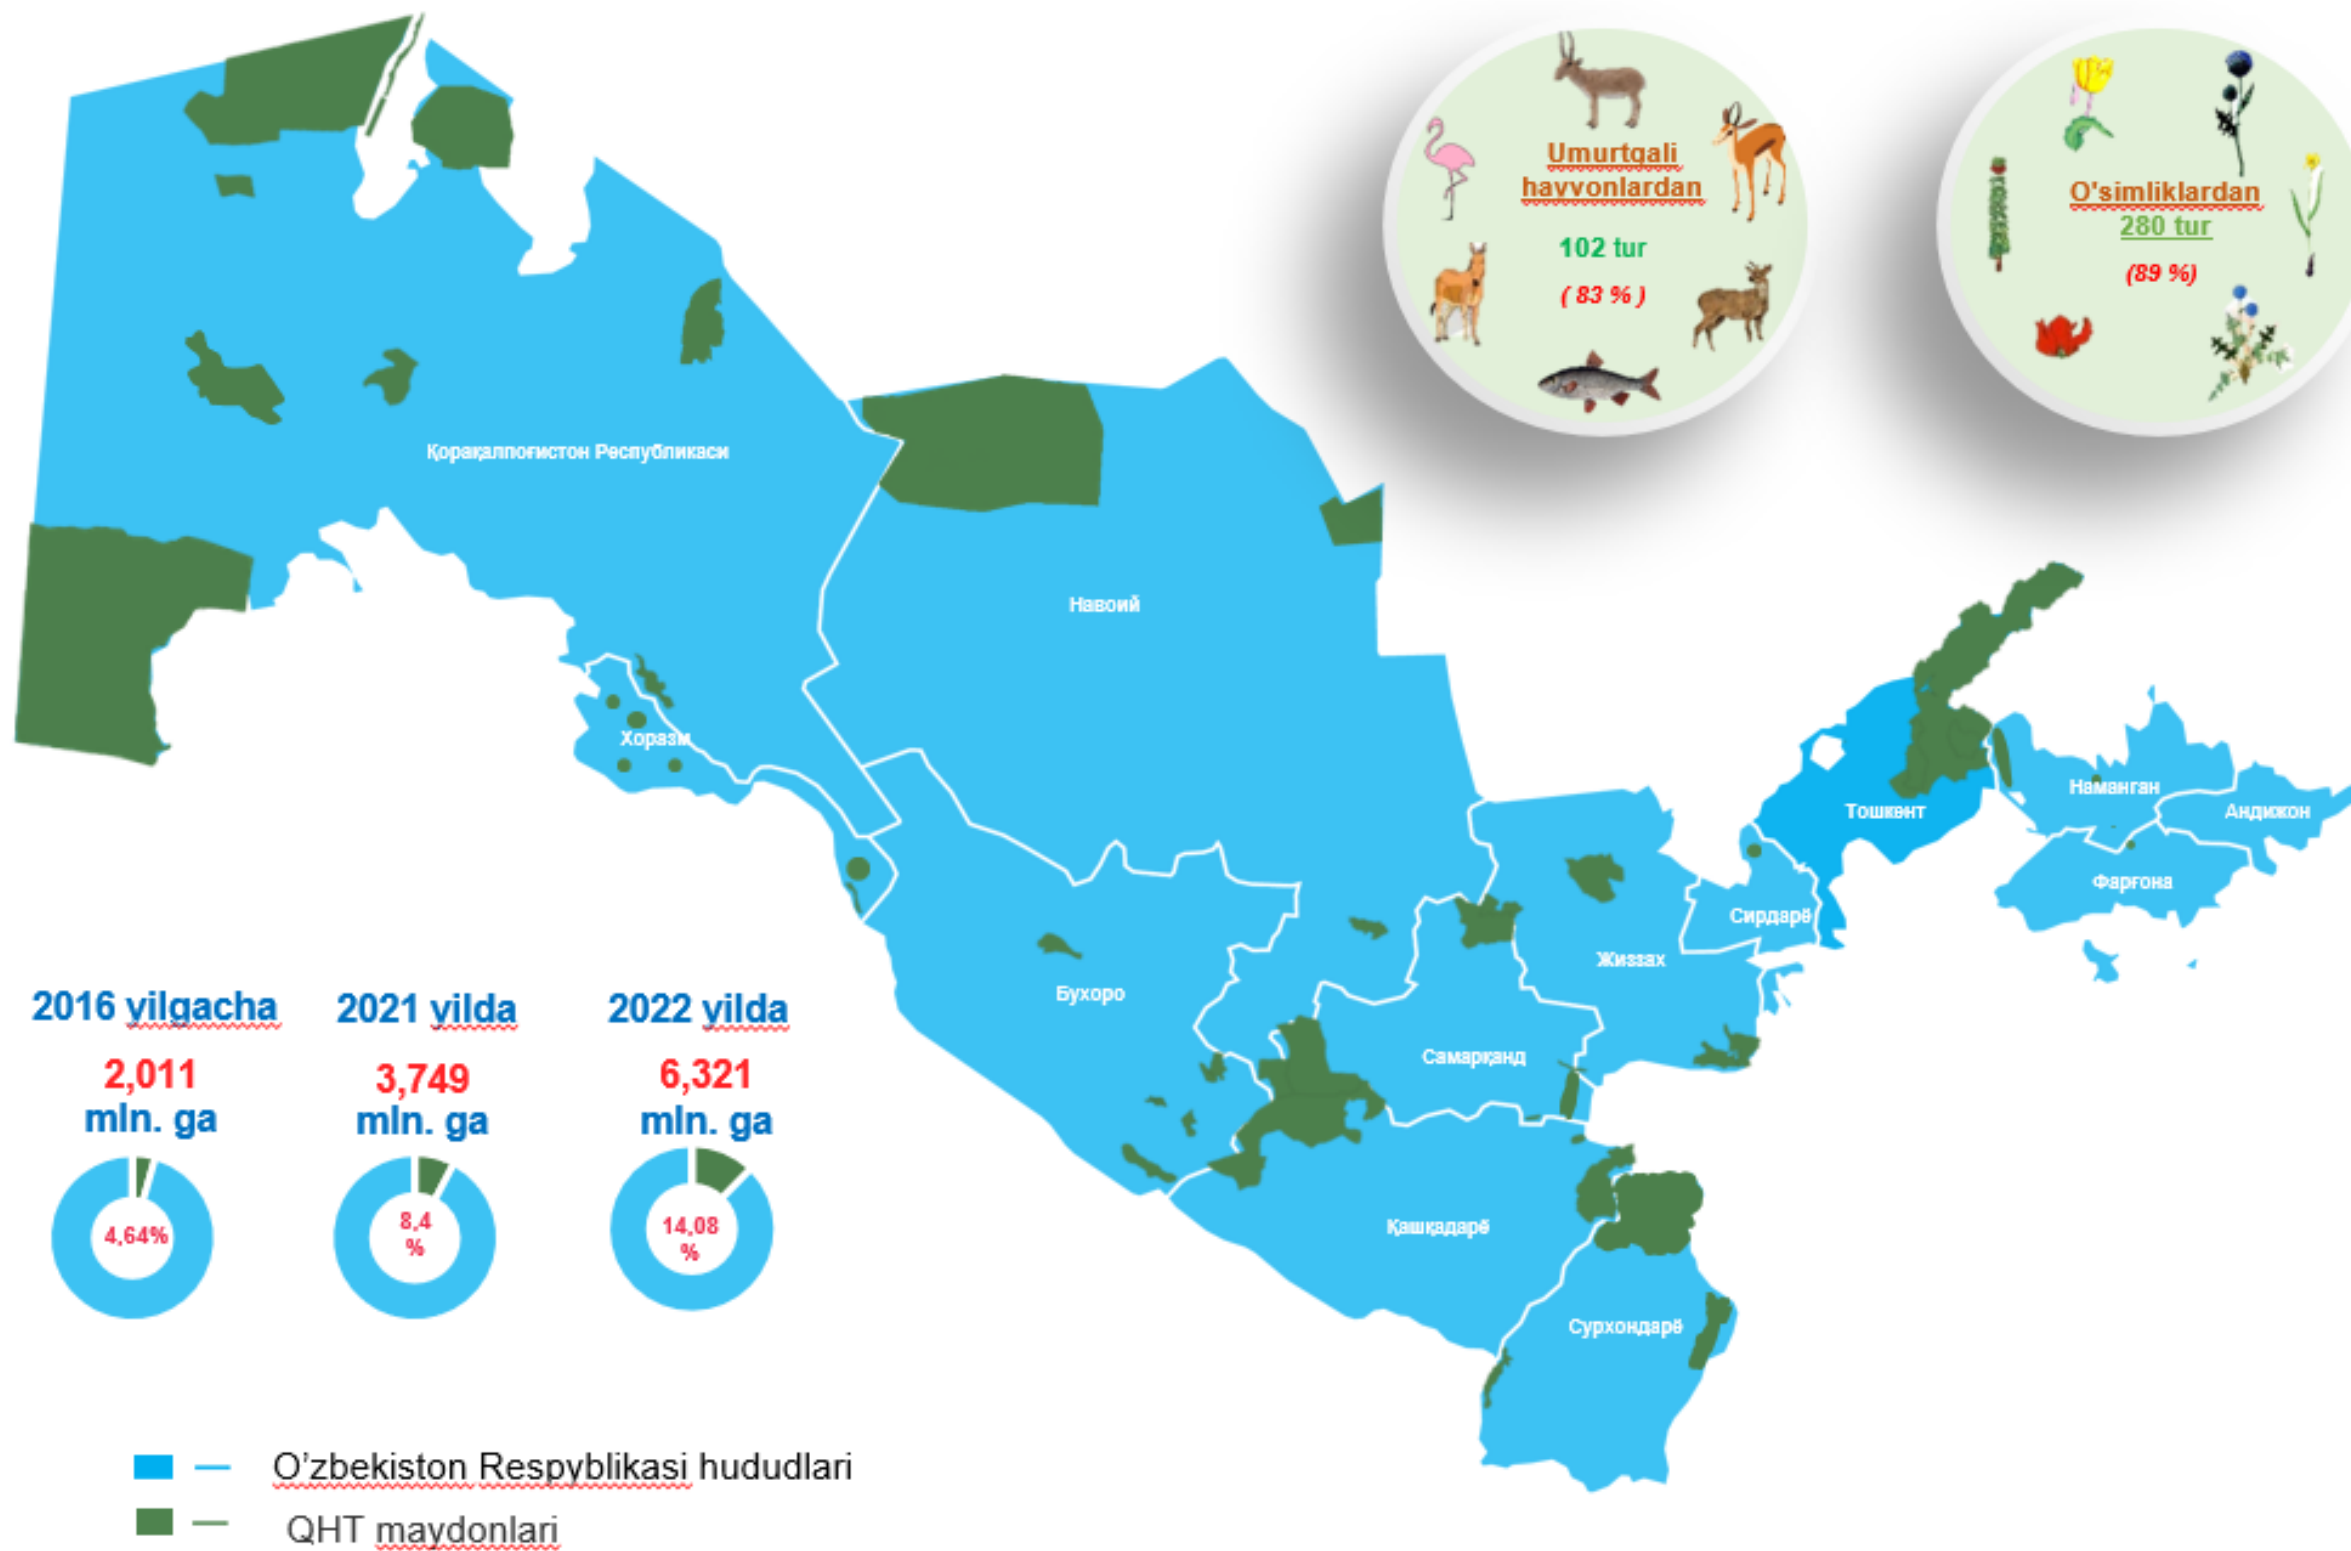 Umurtqali
hayvonlardan
102 tur
( 83 % )
O'simliklardan
280 tur
(89 %)
Қорақалпоғистон Республикаси
Навоий
Хоразм
Тошкент
Наманган
Андижон
Фарғона
Сирдарё
Жиззах
Бухоро
Самарқанд
Қашқадарё
Сурхондарё
2016 yilgacha
2,011
mln. ga
4,64%
2021 yilda
3,749
mln. ga
8,4
%
2022 yilda
6,321
mln. ga
14,08
%
O’zbekiston Respyblikasi hududlari
QHT maydonlari